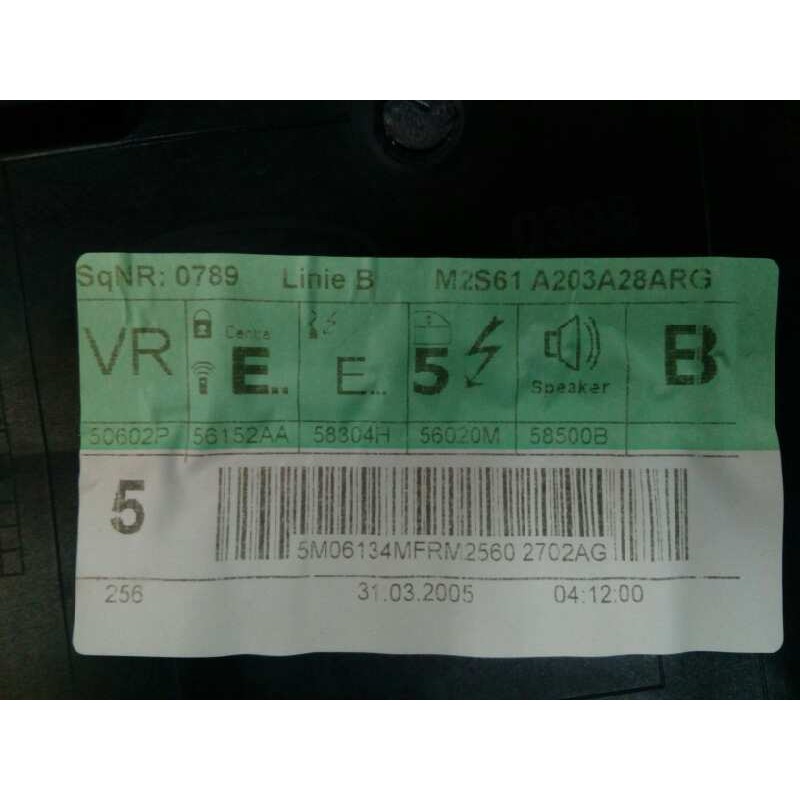 SqNR: 0789 Linie B M2S61 A203A28ARG
VR E.. E... 5 Speaker B
50602P 56152AA 58304H 56020M 58500B
5
5M06134MFRM2560 2702AG
256 31.03.2005 04:12:00